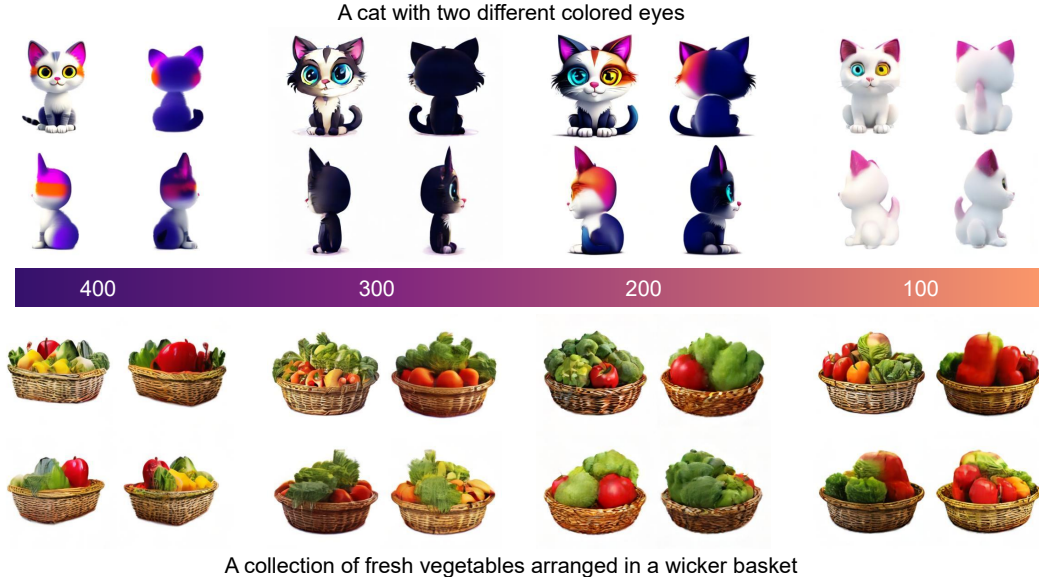 A cat with two different colored eyes
400 300 200 100
A collection of fresh vegetables arranged in a wicker basket